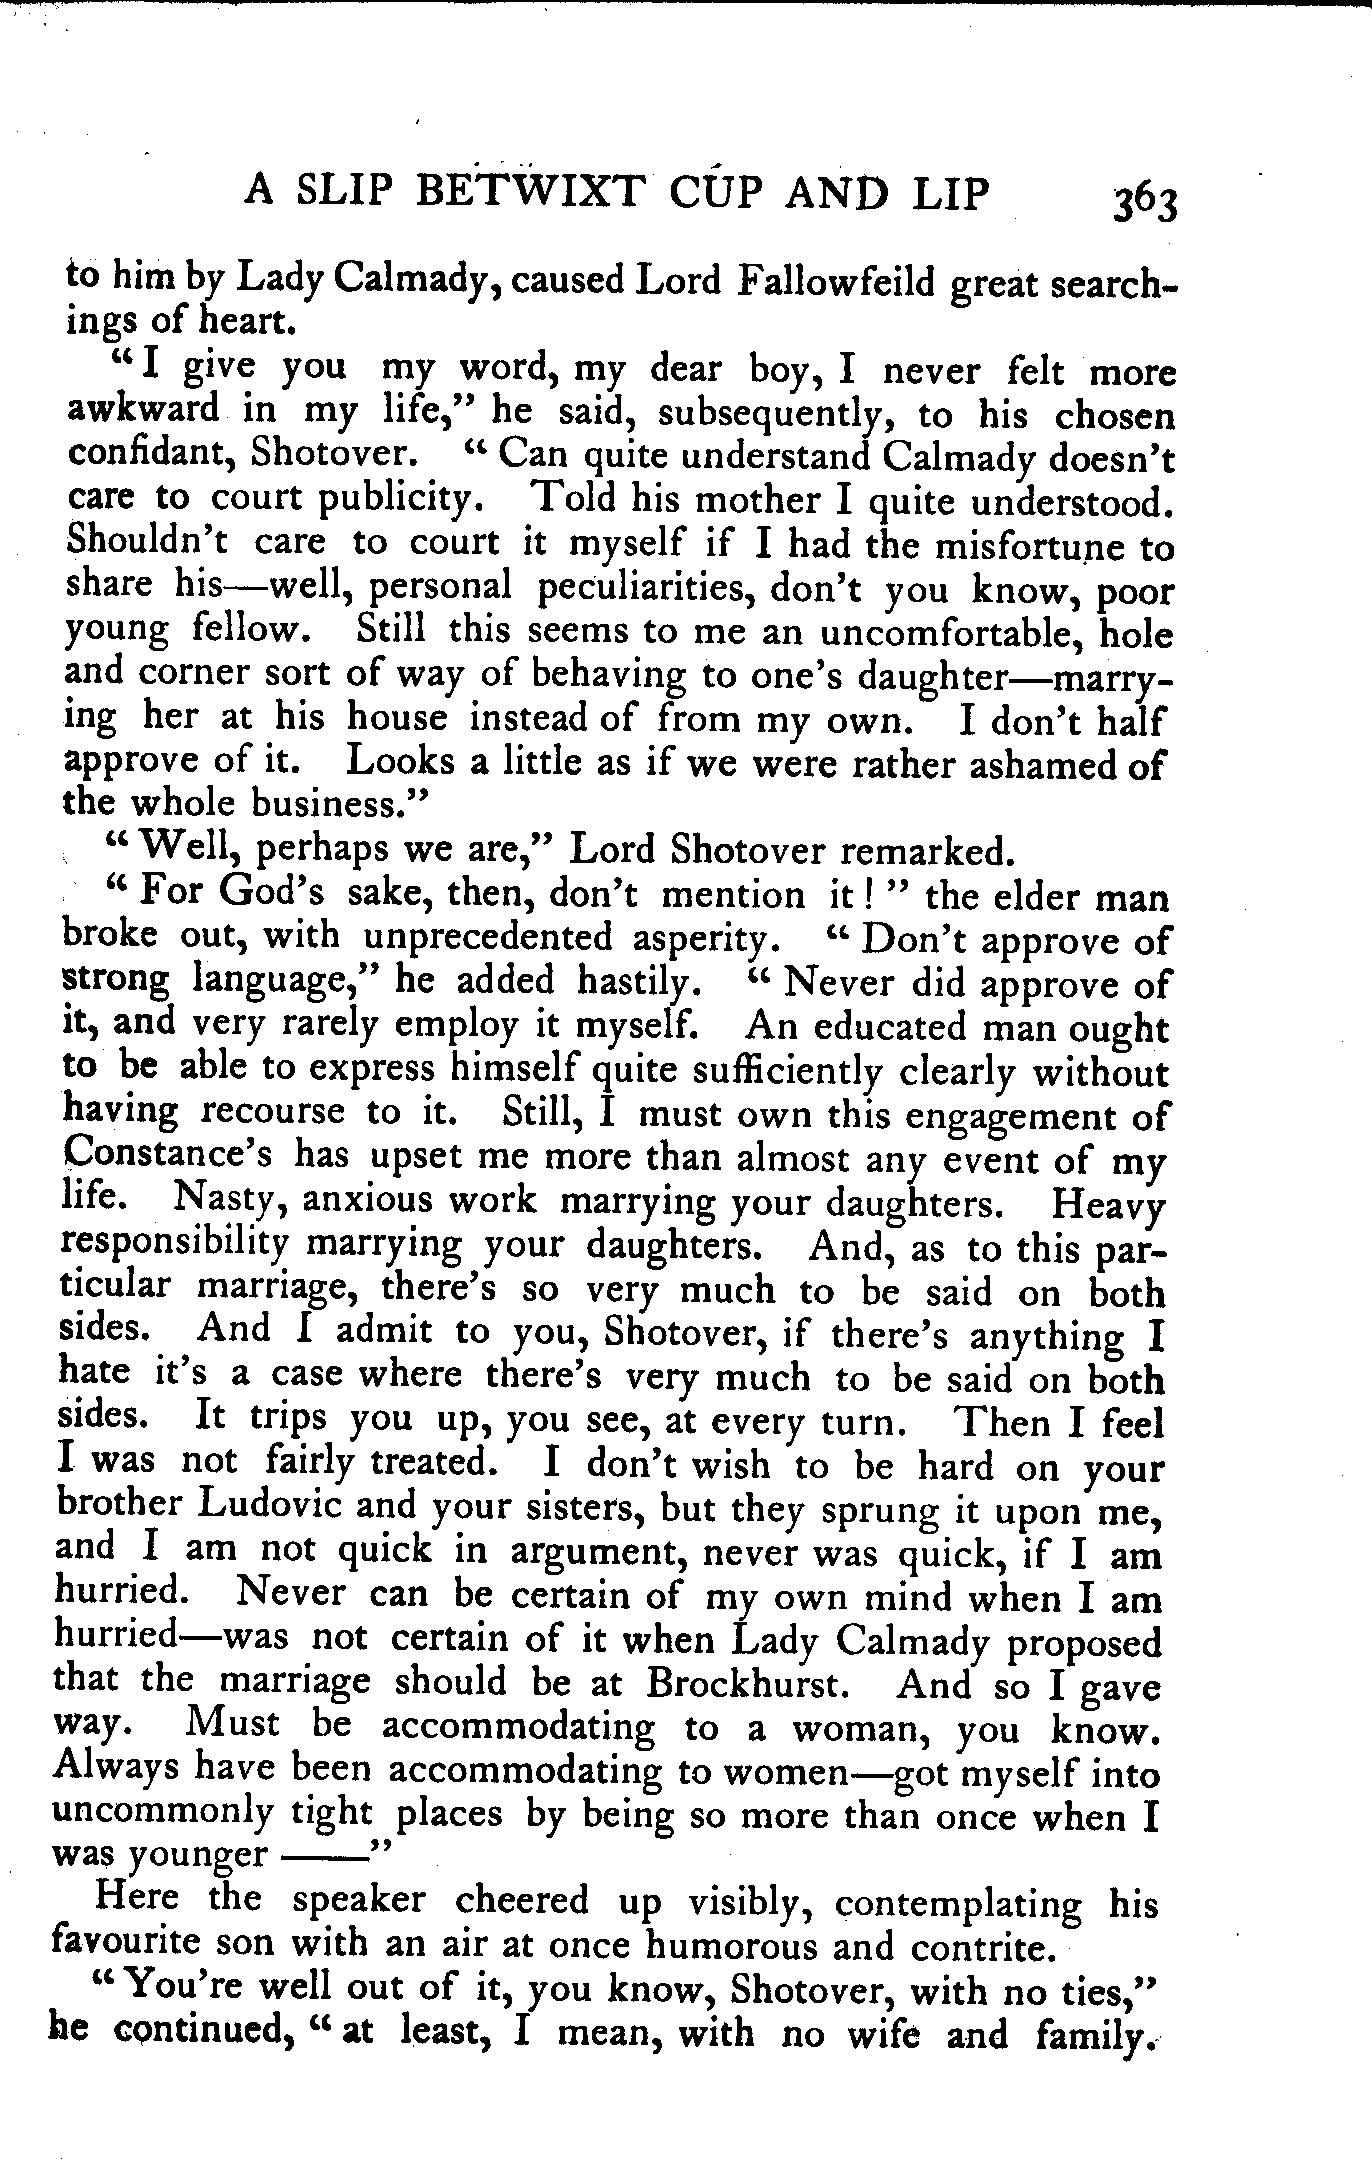 A SLIP BETWIXT CUP AND LIP 363
to him by Lady Calmady, caused Lord Fallowfeild great search-
ings of heart.
“I give you my word, my dear boy, I never felt more
awkward in my life,” he said, subsequently, to his chosen
confidant, Shotover. “Can quite understand Calmady doesn’t
care to court publicity. Told his mother I quite understood.
Shouldn’t care to court it myself if I had the misfortune to
share his—well, personal peculiarities, don’t you know, poor
young fellow. Still this seems to me an uncomfortable, hole
and corner sort of way of behaving to one’s daughter—marry-
ing her at his house instead of from my own. I don’t half
approve of it. Looks a little as if we were rather ashamed of
the whole business.”
“Well, perhaps we are,” Lord Shotover remarked.
“For God’s sake, then, don’t mention it!” the elder man
broke out, with unprecedented asperity. “Don’t approve of
strong language,” he added hastily. “Never did approve of
it, and very rarely employ it myself. An educated man ought
to be able to express himself quite sufficiently clearly without
having recourse to it. Still, I must own this engagement of
Constance’s has upset me more than almost any event of my
life. Nasty, anxious work marrying your daughters. Heavy
responsibility marrying your daughters. And, as to this par-
ticular marriage, there’s so very much to be said on both
sides. And I admit to you, Shotover, if there’s anything I
hate it’s a case where there’s very much to be said on both
sides. It trips you up, you see, at every turn. Then I feel
I was not fairly treated. I don’t wish to be hard on your
brother Ludovic and your sisters, but they sprung it upon me,
and I am not quick in argument, never was quick, if I am
hurried. Never can be certain of my own mind when I am
hurried—was not certain of it when Lady Calmady proposed
that the marriage should be at Brockhurst. And so I gave
way. Must be accommodating to a woman, you know.
Always have been accommodating to women—got myself into
uncommonly tight places by being so more than once when I
was younger ——”
Here the speaker cheered up visibly, contemplating his
favourite son with an air at once humorous and contrite.
“You’re well out of it, you know, Shotover, with no ties,”
he continued, “at least, I mean, with no wife and family.